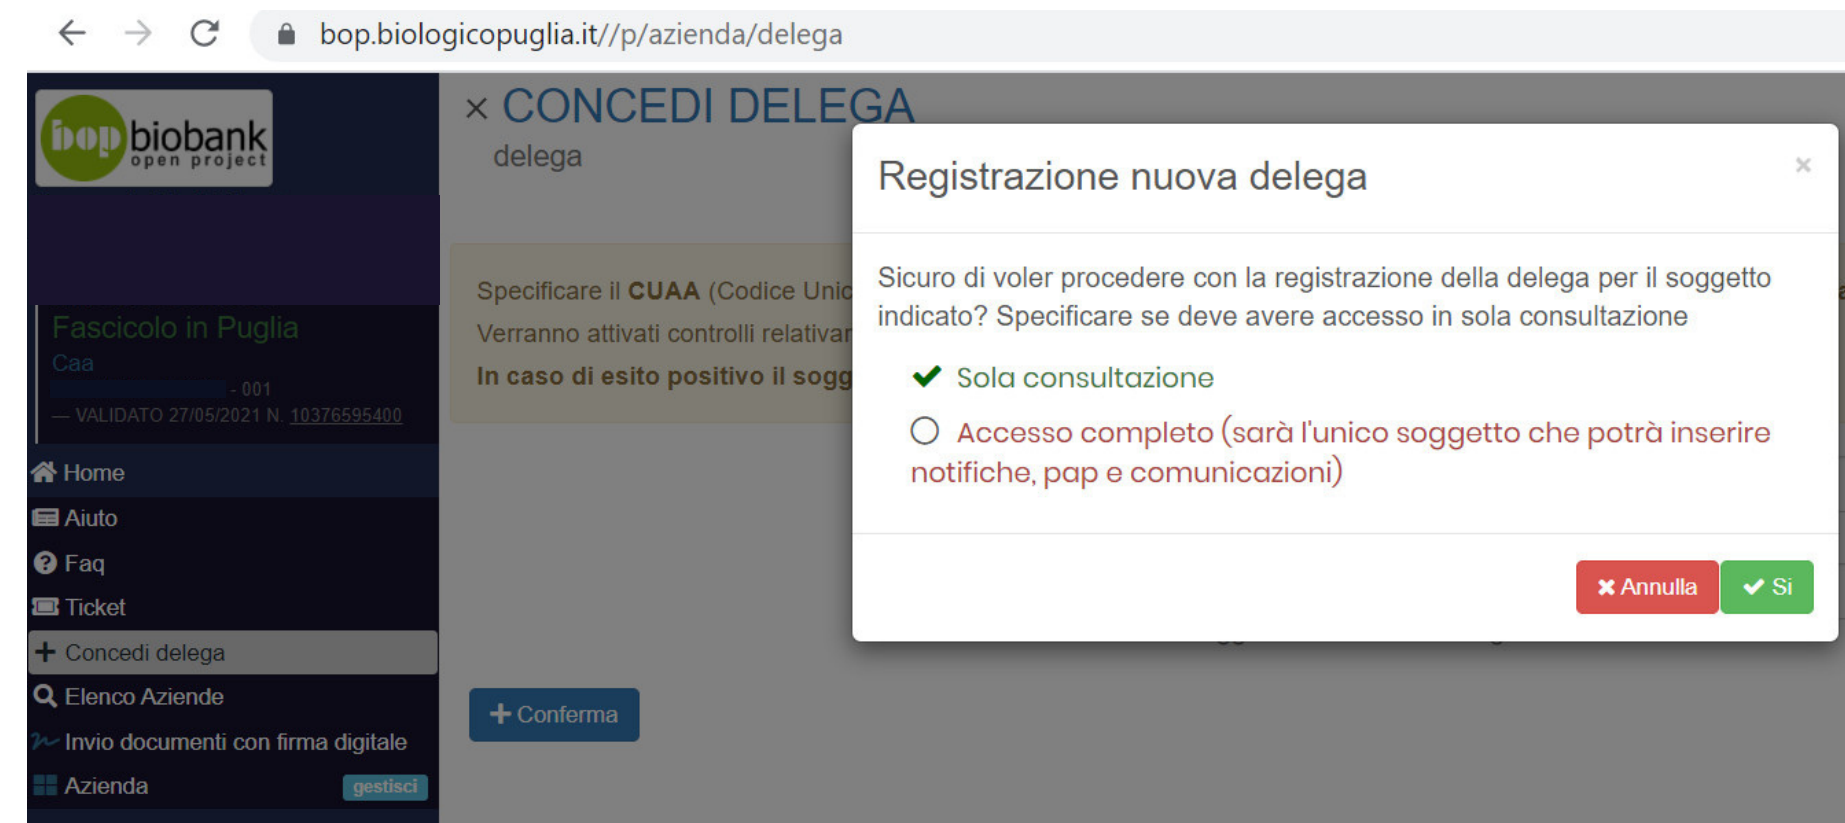 bop.biologicopuglia.it//p/azienda/delega
bop biobank
open project
Fascicolo in Puglia
Caa
- 001
— VALIDATO 27/05/2021 N. 10376595400
Home
Aiuto
Faq
Ticket
Concedi delega
Elenco Aziende
Invio documenti con firma digitale
Azienda gestisci
× CONCEDI DELEGA
delega
Specificare il CUAA (Codice Unic
Verranno attivati controlli relativar
In caso di esito positivo il sogg
Conferma
Registrazione nuova delega ×
Sicuro di voler procedere con la registrazione della delega per il soggetto
indicato? Specificare se deve avere accesso in sola consultazione
Sola consultazione
Accesso completo (sarà l'unico soggetto che potrà inserire
notifiche, pap e comunicazioni)
Annulla Si